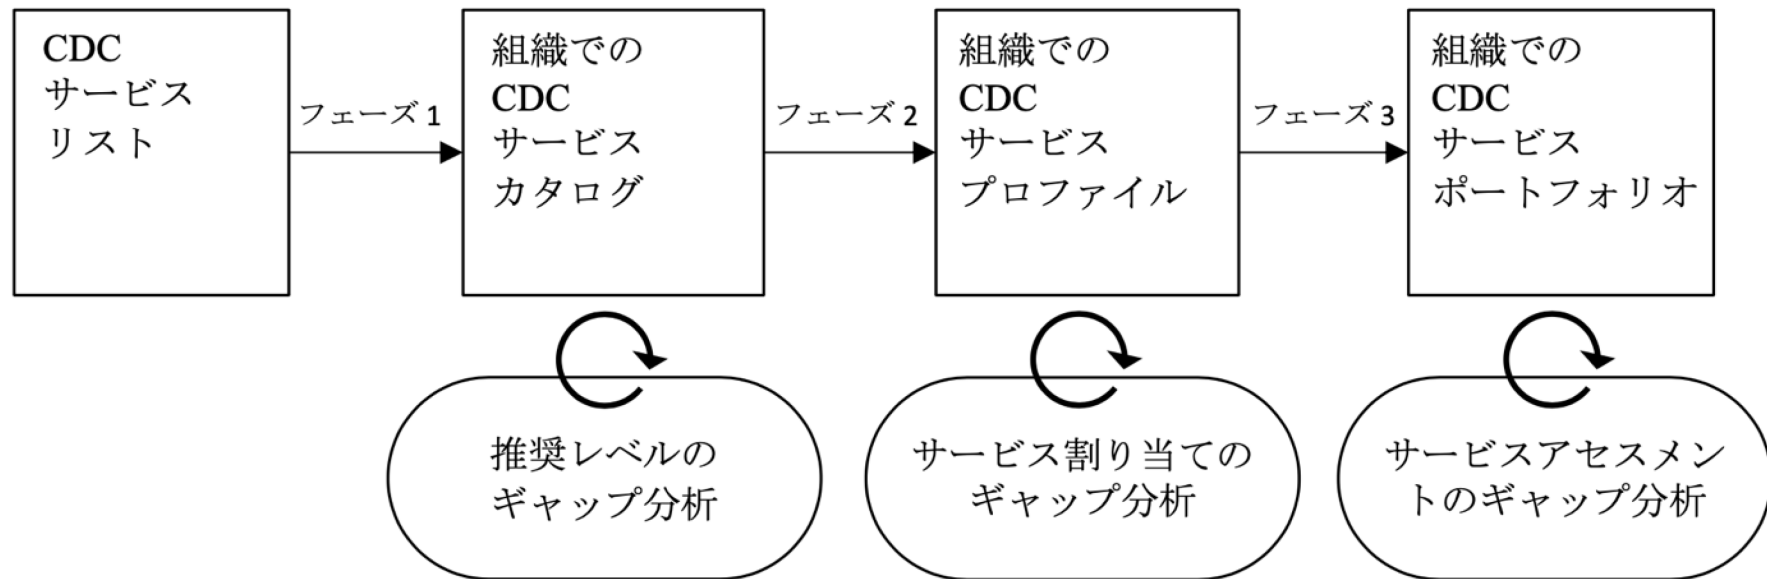 CDC
サービス
リスト
フェーズ 1
組織での
CDC
サービス
カタログ
フェーズ 2
組織での
CDC
サービス
プロファイル
フェーズ 3
組織での
CDC
サービス
ポートフォリオ
推奨レベルの
ギャップ分析
サービス割り当ての
ギャップ分析
サービスアセスメン
トのギャップ分析